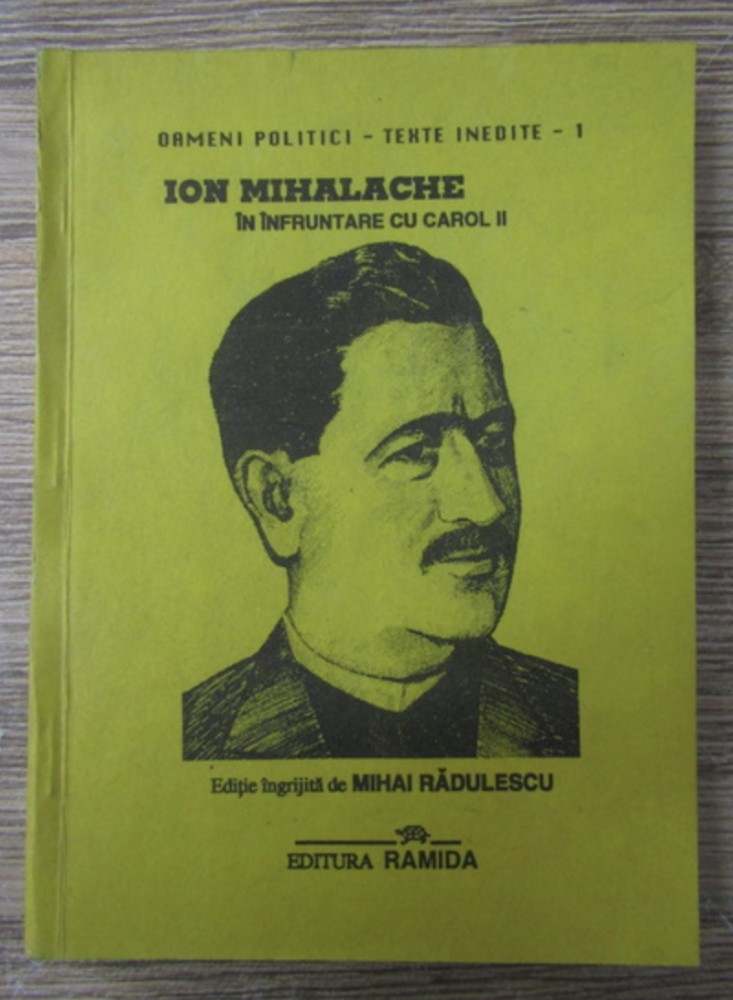 OAMENI POLITICI - TEXTE INEDITE - 1
ION MIHALACHE
ÎN ÎNFRUNTARE CU CAROL II
Ediție îngrijită de MIHAI RĂDULESCU
EDITURA RAMIDA